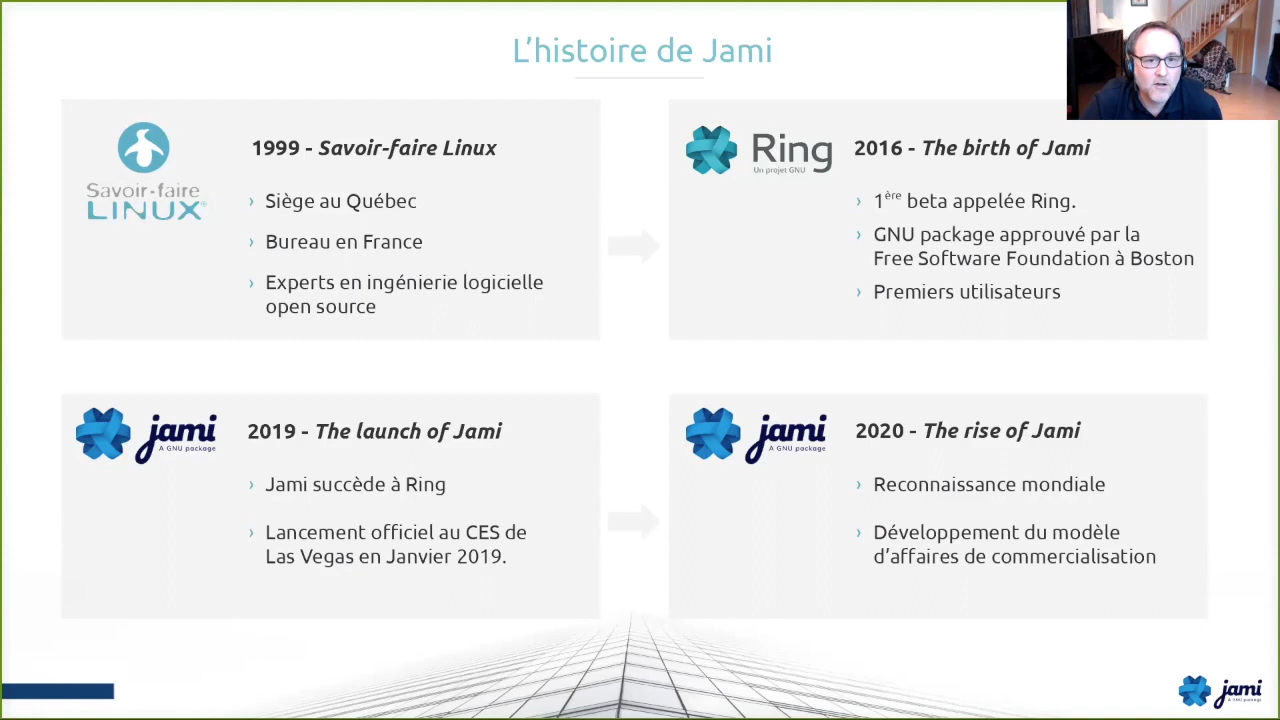 L'histoire de Jami
Savoir-faire
LINUX®
1999 - Savoir-faire Linux
› Siège au Québec
› Bureau en France
› Experts en ingénierie logicielle
open source
Ring
Un projet GNU
2016 - The birth of Jami
› 1ère beta appelée Ring.
› GNU package approuvé par la
Free Software Foundation à Boston
› Premiers utilisateurs
jami
A GNU package
2019 - The launch of Jami
› Jami succède à Ring
› Lancement officiel au CES de
Las Vegas en Janvier 2019.
jami
A GNU package
2020 - The rise of Jami
› Reconnaissance mondiale
› Développement du modèle
d'affaires de commercialisation
jami
A GNU package